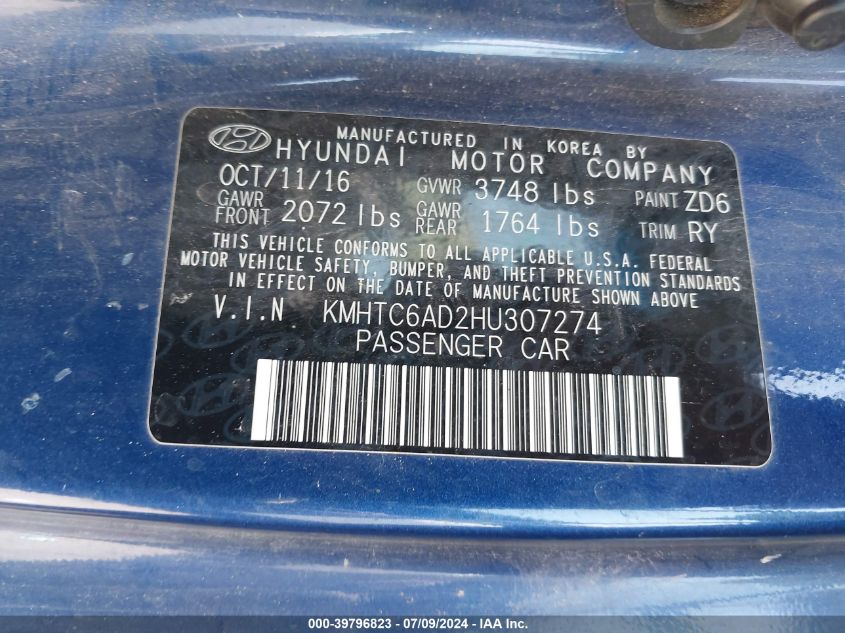 MANUFACTURED IN KOREA BY
HYUNDAI MOTOR COMPANY
OCT/11/16 GVWR 3748 lbs PAINT ZD6
GAWR FRONT 2072 lbs GAWR REAR 1764 lbs TRIM RY
THIS VEHICLE CONFORMS TO ALL APPLICABLE U.S.A. FEDERAL
MOTOR VEHICLE SAFETY, BUMPER, AND THEFT PREVENTION STANDARDS
IN EFFECT ON THE DATE OF MANUFACTURE SHOWN ABOVE.
V.I.N KMHTC6AD2HU307274
PASSENGER CAR
000-39796823 - 07/09/2024 - IAA Inc.